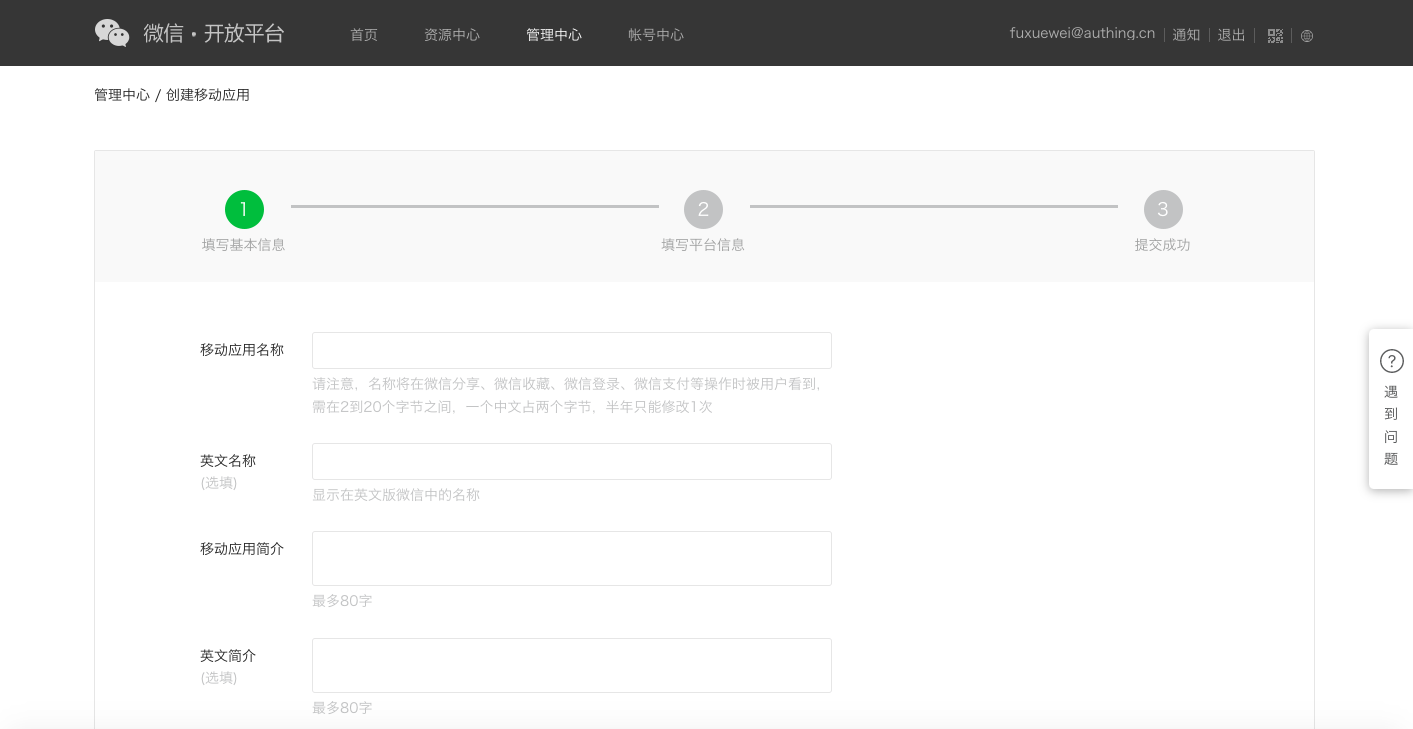 微信・开放平台
首页
资源中心
管理中心
帐号中心
fuxuewei@authing.cn
通知
退出
管理中心 / 创建移动应用
1
2
3
填写基本信息
填写平台信息
提交成功
移动应用名称
请注意，名称将在微信分享、微信收藏、微信登录、微信支付等操作时被用户看到，
需在2到20个字节之间，一个中文占两个字节，半年只能修改1次
英文名称
(选填)
显示在英文版微信中的名称
移动应用简介
最多80字
英文简介
(选填)
最多80字
?
遇
到
问
题